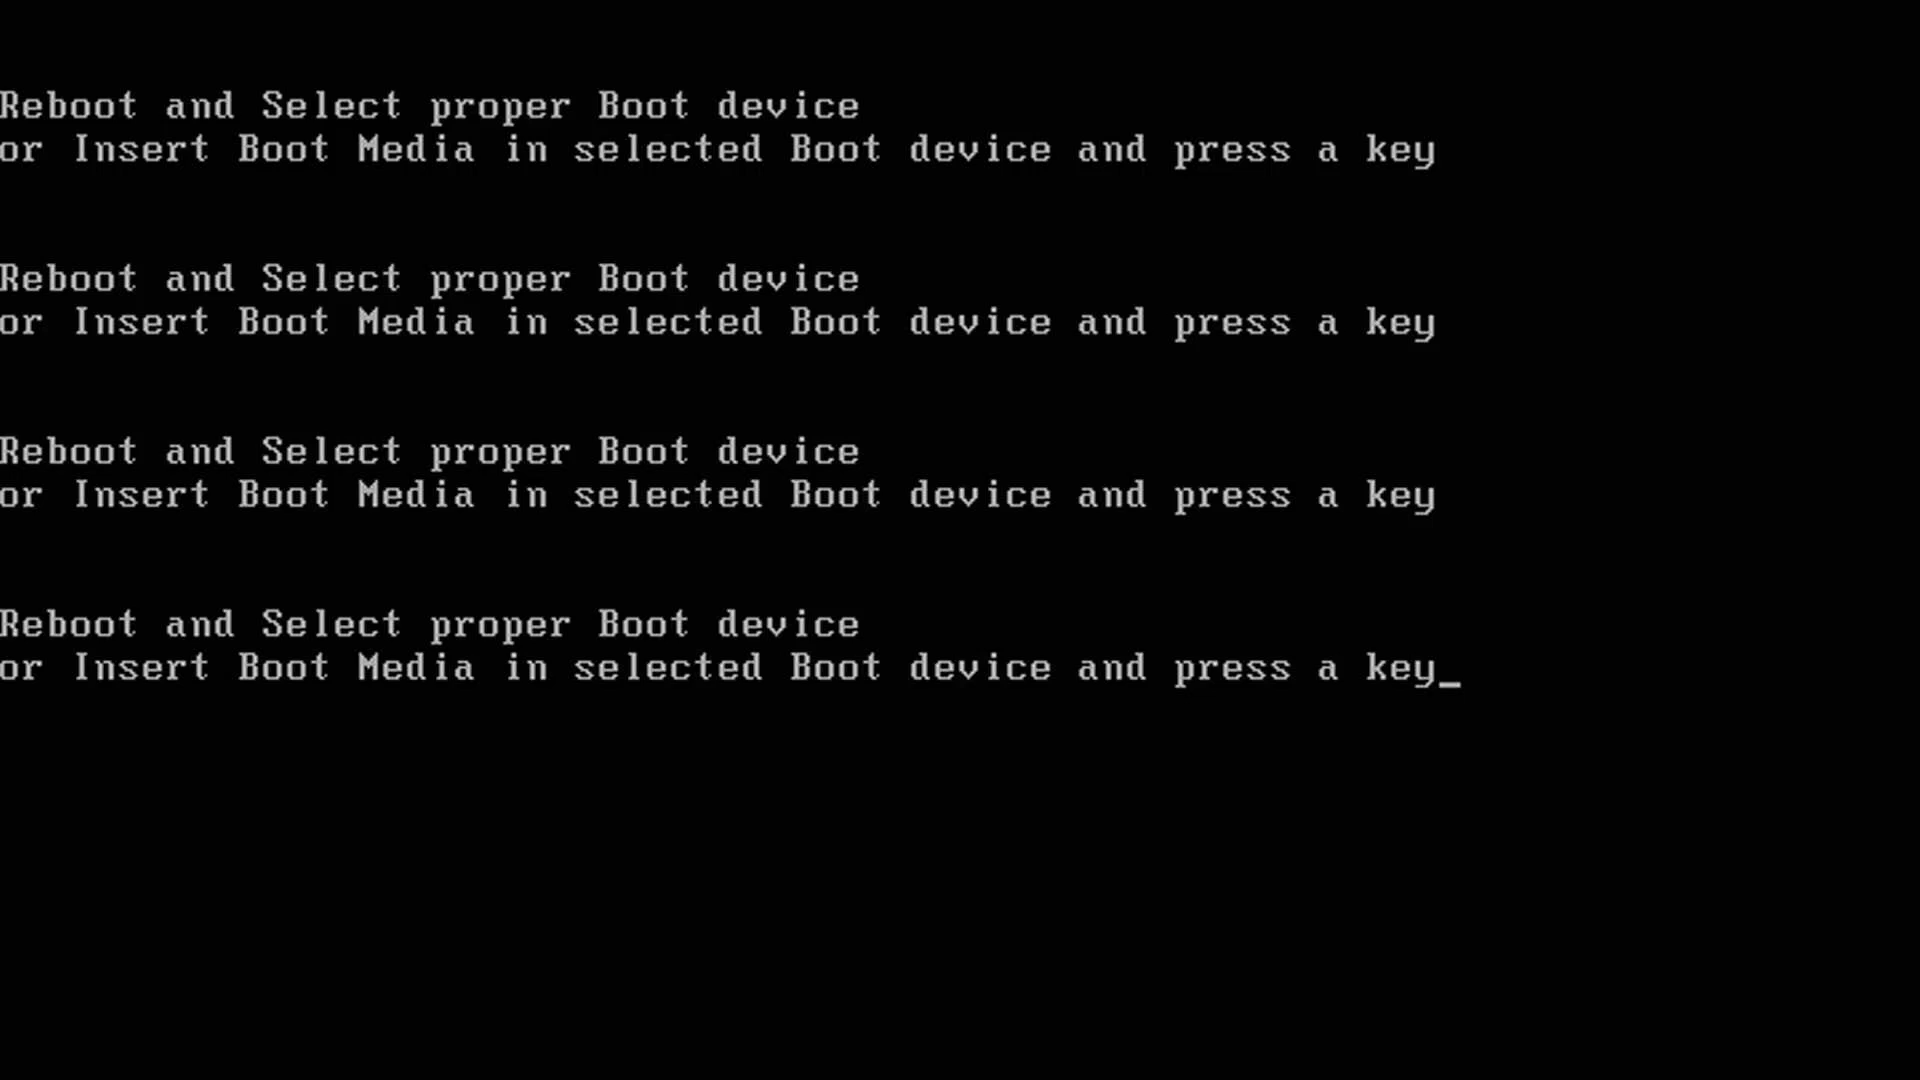 Reboot and Select proper Boot device
or Insert Boot Media in selected Boot device and press a key
Reboot and Select proper Boot device
or Insert Boot Media in selected Boot device and press a key
Reboot and Select proper Boot device
or Insert Boot Media in selected Boot device and press a key
Reboot and Select proper Boot device
or Insert Boot Media in selected Boot device and press a key_